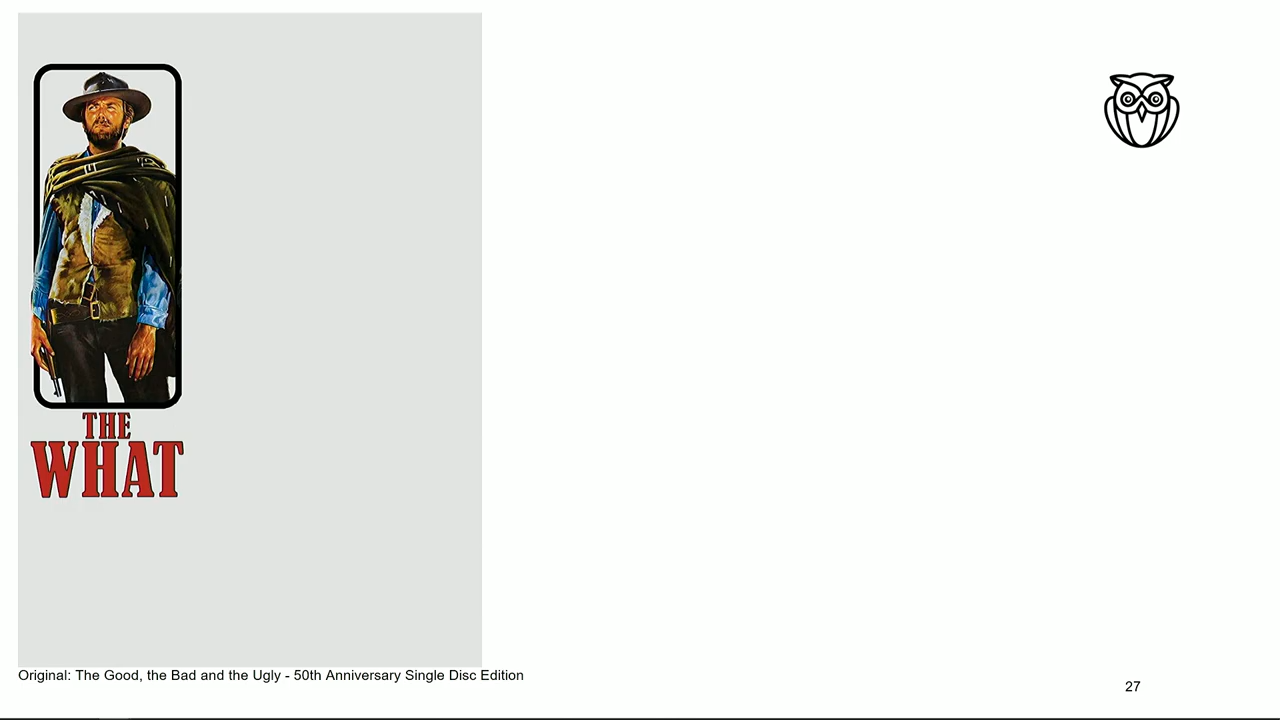 THE
WHAT
Original: The Good, the Bad and the Ugly - 50th Anniversary Single Disc Edition
27